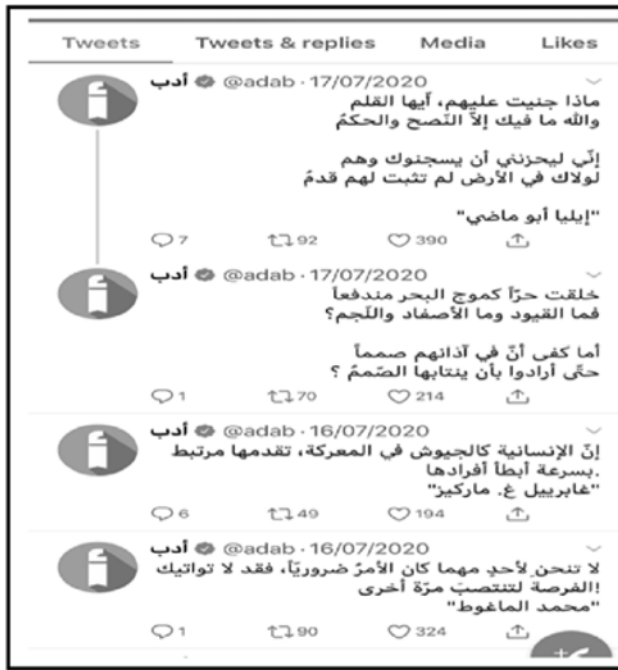 Tweets Tweets & replies Media Likes
أدب @adab · 17/07/2020
ماذا جنيت عليهم، أيها القلم
والله ما فيك إلاّ النّصح والحكمُ
إنّي ليحزنني أن يسجنوك وهم
لولاك في الأرض لم تثبت لهم قدمُ
"إيليا أبو ماضي"
7 92 390
أدب @adab · 17/07/2020
خلقت حرّاً كموج البحر مندفعاً
فما القيود وما الأصفاد واللّجم؟
أما كفى أنّ في آذانهم صمماً
حتّى أرادوا بأن ينتابها الصّممُ ؟
1 70 214
أدب @adab · 16/07/2020
إنّ الإنسانية كالجيوش في المعركة، تقدمها مرتبط
.بسرعة أبطأ أفرادها
"غابرييل غ. ماركيز"
6 49 194
أدب @adab · 16/07/2020
لا تنحنِ لأحدٍ مهما كان الأمرُ ضروريّاً، فقد لا تواتيك
!الفرصة لتنتصبَ مرّة أخرى
"محمد الماغوط"
1 90 324